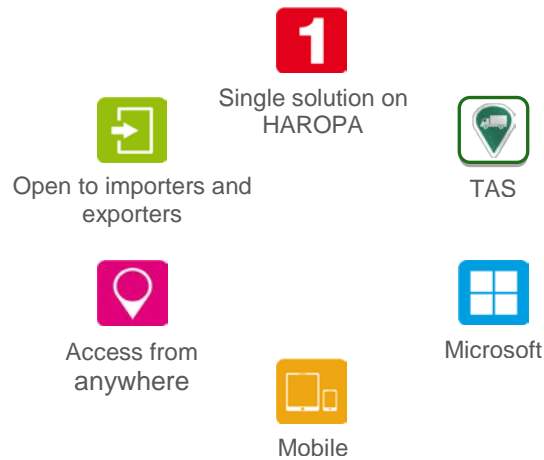 1
Single solution on
HAROPA
TAS
Open to importers and
exporters
Microsoft
Access from
anywhere
Mobile